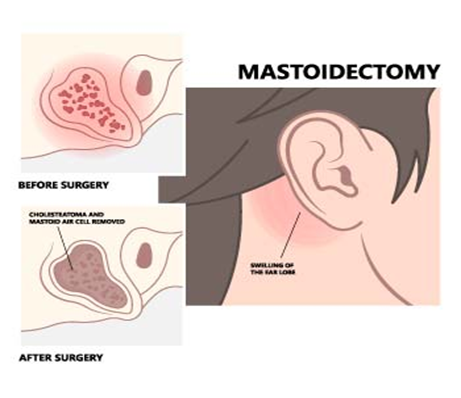 MASTOIDECTOMY
BEFORE SURGERY
CHOLESTEATOMA AND
MASTOID AIR CELL REMOVED
SWELLING OF
THE EAR LOBE
AFTER SURGERY